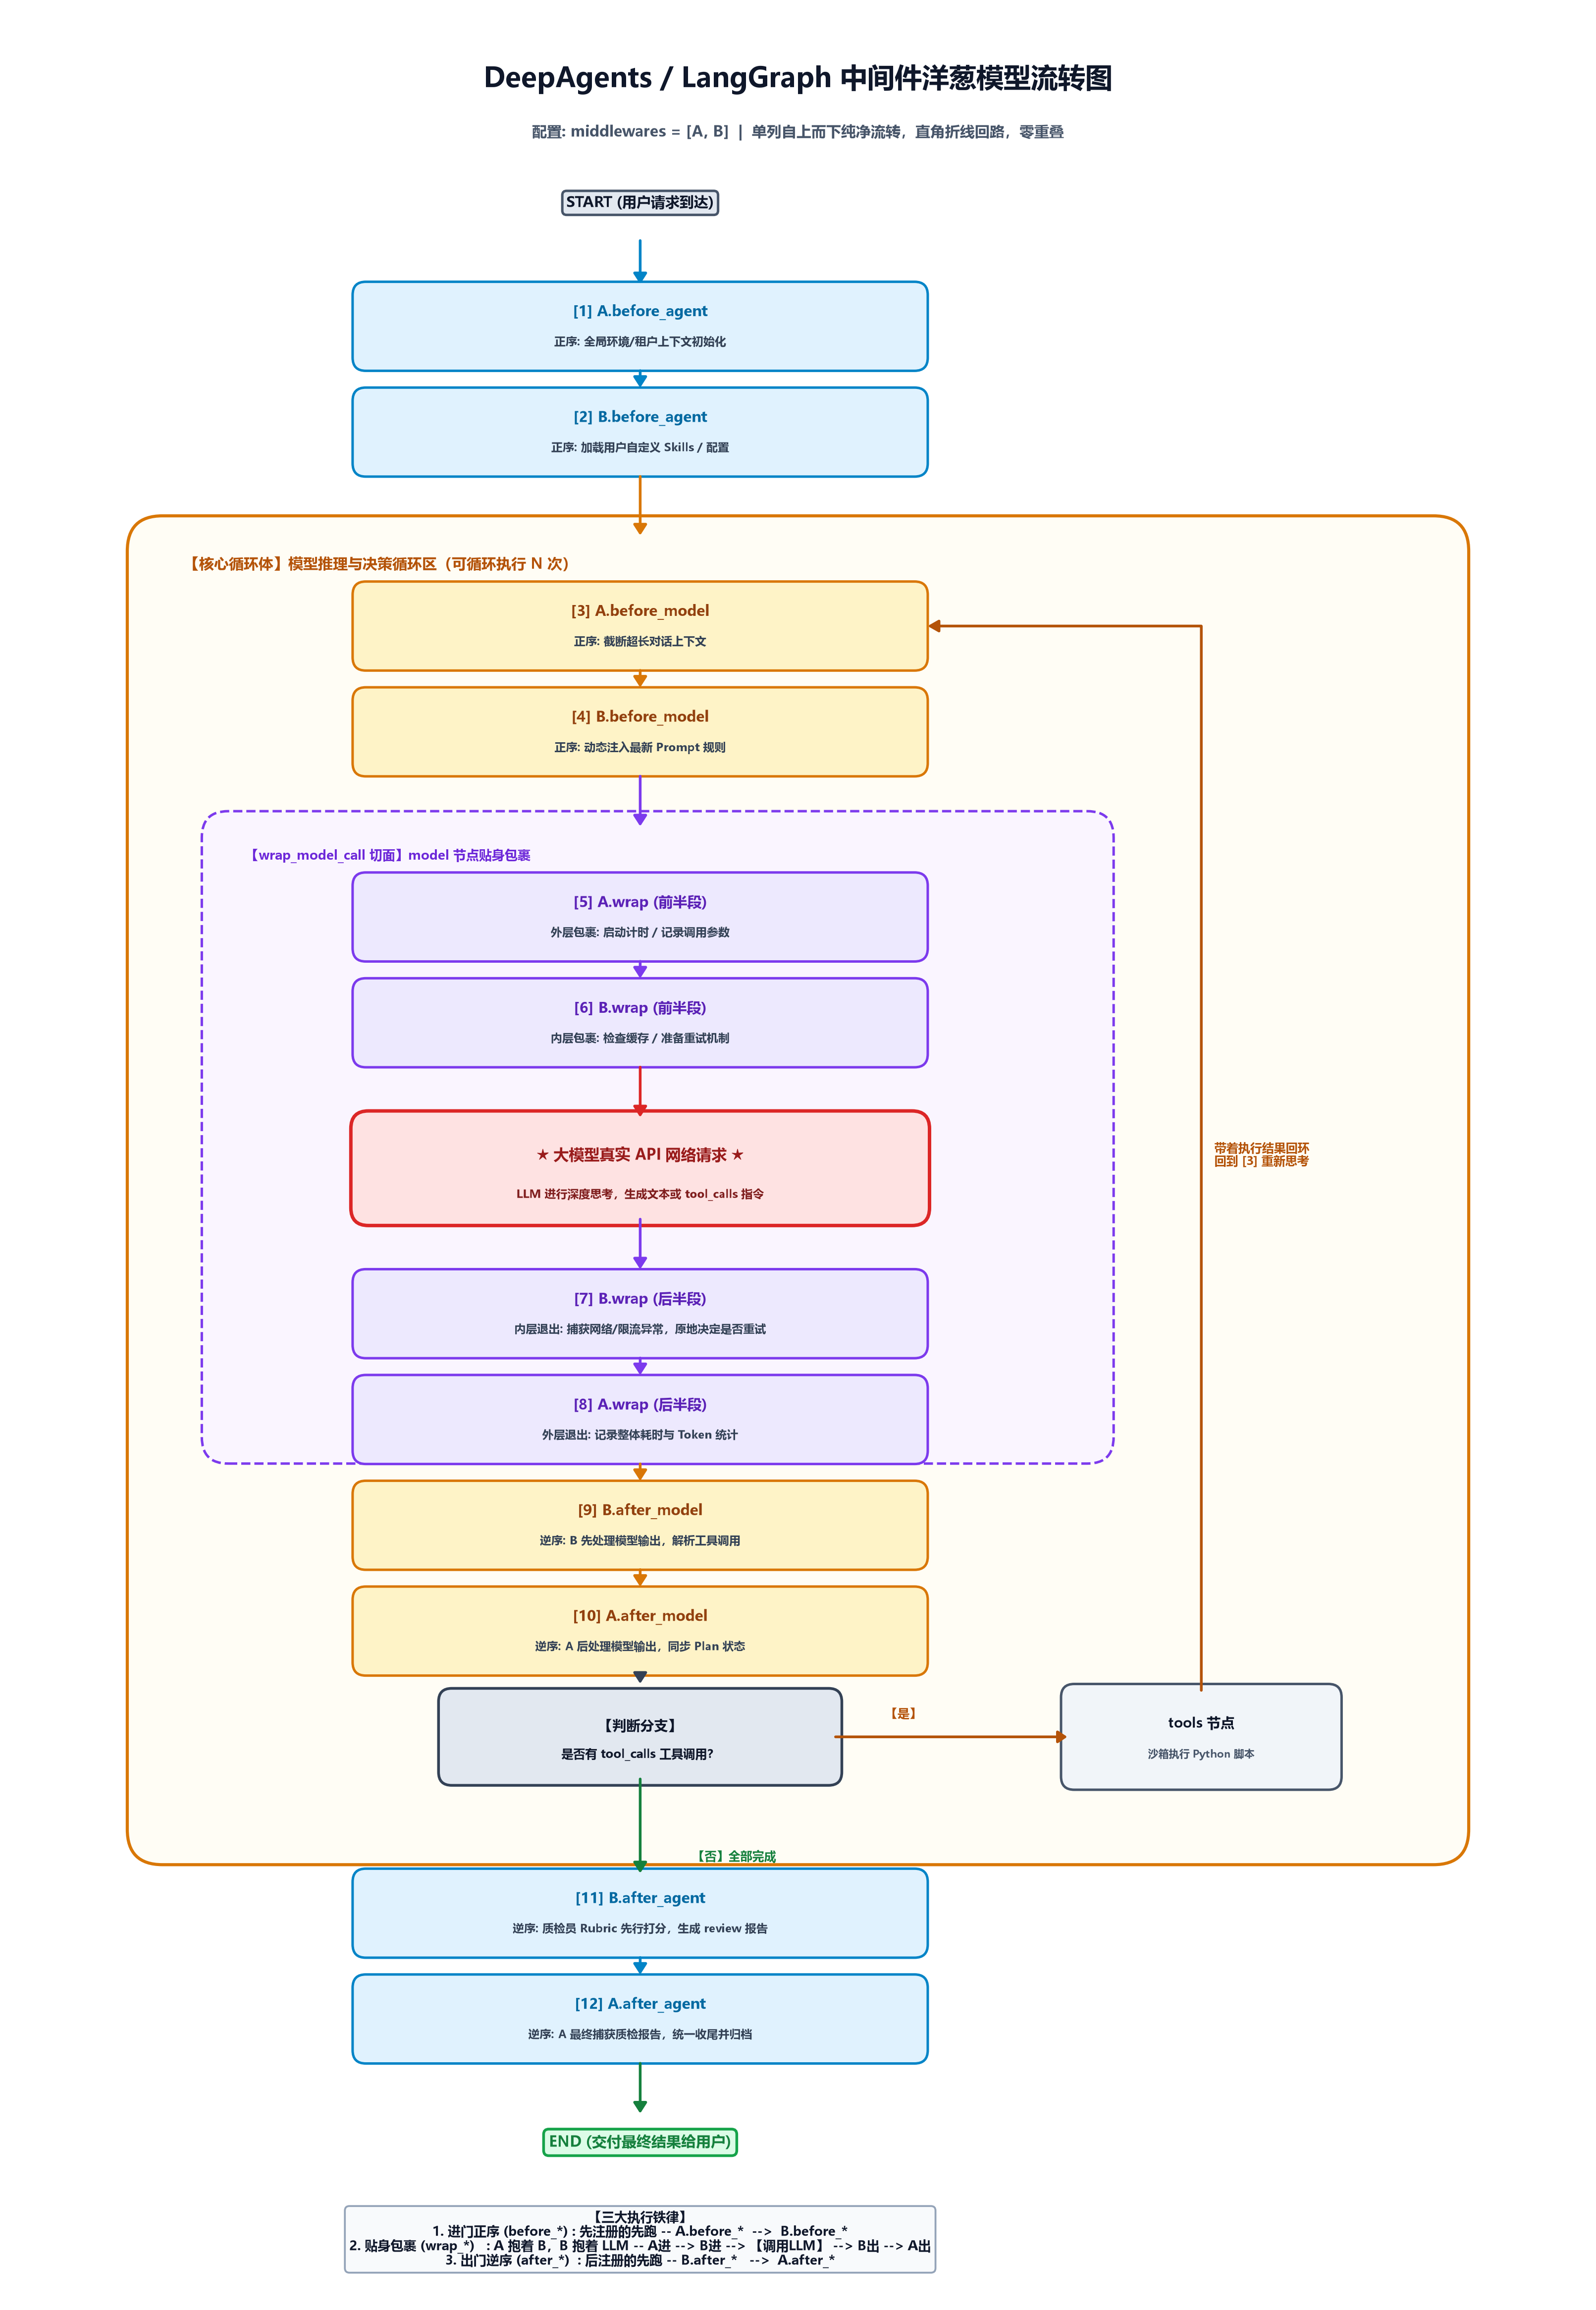 DeepAgents / LangGraph 中间件洋葱模型流转图
配置: middlewares = [A, B] | 单列自上而下纯净流转，直角折线回路，零重叠
START (用户请求到达)
[1] A.before_agent
正序: 全局环境/租户上下文初始化
[2] B.before_agent
正序: 加载用户自定义 Skills / 配置
【核心循环体】模型推理与决策循环区（可循环执行 N 次）
[3] A.before_model
正序: 截断超长对话上下文
[4] B.before_model
正序: 动态注入最新 Prompt 规则
【wrap_model_call 切面】model 节点贴身包裹
[5] A.wrap (前半段)
外层包裹: 启动计时 / 记录调用参数
[6] B.wrap (前半段)
内层包裹: 检查缓存 / 准备重试机制
★ 大模型真实 API 网络请求 ★
LLM 进行深度思考，生成文本或 tool_calls 指令
带着执行结果回环
回到 [3] 重新思考
[7] B.wrap (后半段)
内层退出: 捕获网络/限流异常，原地决定是否重试
[8] A.wrap (后半段)
外层退出: 记录整体耗时与 Token 统计
[9] B.after_model
逆序: B 先处理模型输出，解析工具调用
[10] A.after_model
逆序: A 后处理模型输出，同步 Plan 状态
【判断分支】
是否有 tool_calls 工具调用?
【是】
tools 节点
沙箱执行 Python 脚本
【否】全部完成
[11] B.after_agent
逆序: 质检员 Rubric 先行打分，生成 review 报告
[12] A.after_agent
逆序: A 最终捕获质检报告，统一收尾并归档
END (交付最终结果给用户)
【三大执行铁律】
1. 进门正序 (before_*) : 先注册的先跑 -- A.before_* --> B.before_*
2. 贴身包裹 (wrap_*) : A 抱着 B，B 抱着 LLM -- A进 --> B进 --> 【调用LLM】 --> B出 --> A出
3. 出门逆序 (after_*) : 后注册的先跑 -- B.after_* --> A.after_*